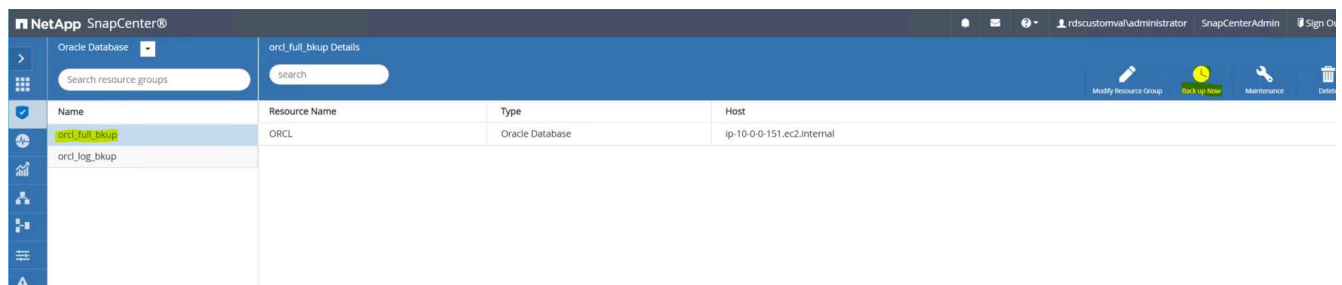 NetApp SnapCenter®
rdscustomval\administrator SnapCenterAdmin Sign Ou
Oracle Database
Search resource groups
orcl_full_bkup Details
search
Modify Resource Group Back up Now Maintenance Delete
Name
orcl_full_bkup
orcl_log_bkup
Resource Name Type Host
ORCL Oracle Database ip-10-0-0-151.ec2.internal